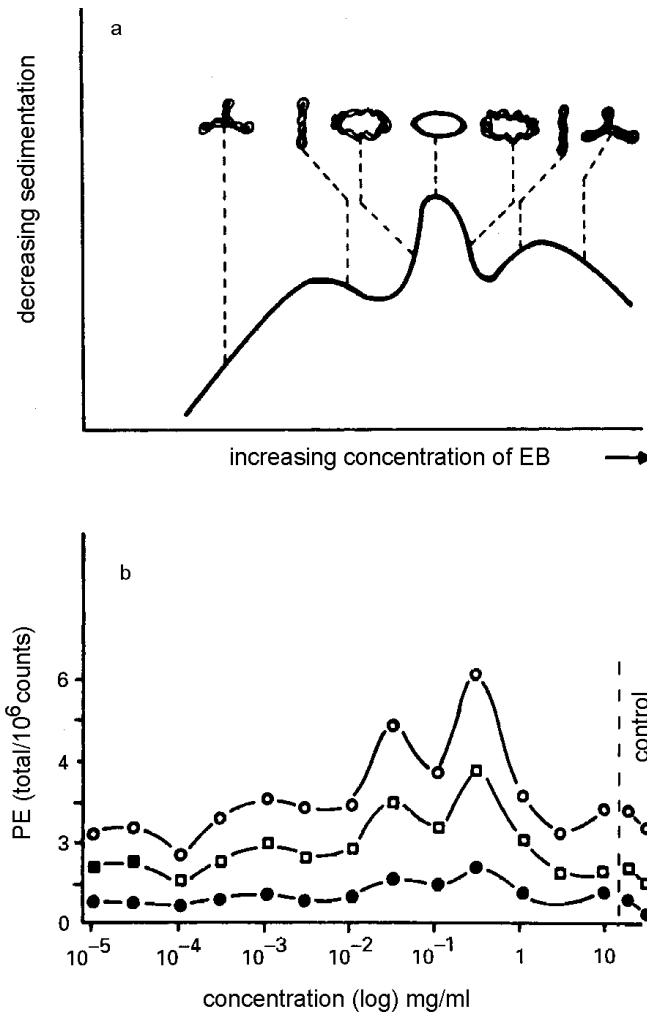 a
decreasing sedimentation
increasing concentration of EB
b
PE (total/10⁶counts)
6
4
3
0
control
10⁻⁵
10⁻⁴
10⁻³
10⁻²
10⁻¹
1
10
concentration (log) mg/ml